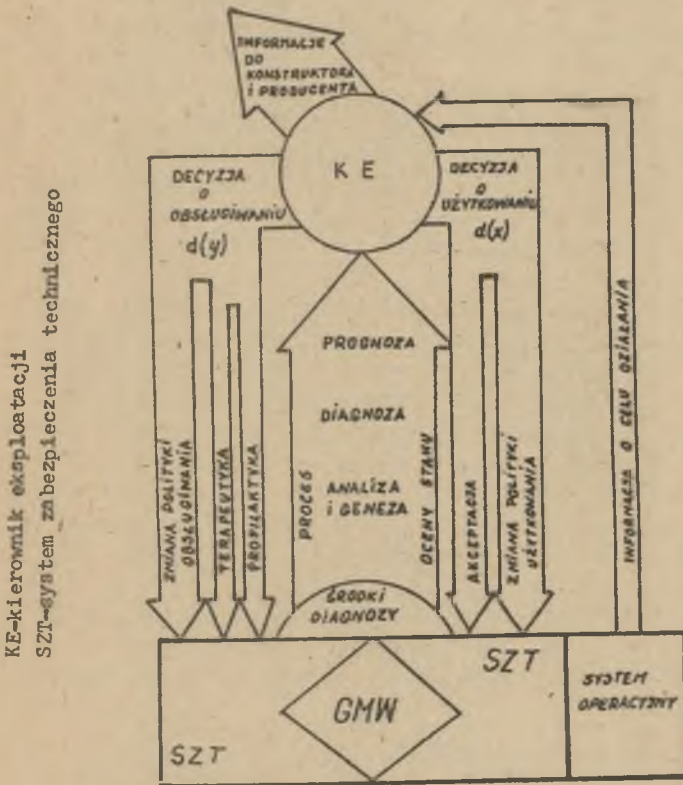 INFORMACJE
DO
KONSTRUKTORA
i PRODUCENTA
KE
DECYZJA
O
OBSŁUGIWANIU
d(y)
DECYZJA
O
UŻYTKOWANIU
d(x)
PROGNOZA
DIAGNOZA
ANALIZA
i GENEZA
ŚRODKI
DIAGNOZY
ZMIANA POLITYKI
OBSŁUGIWANIA
TERAPEUTYKA
PROFILAKTYKA
PROCES
OCENY STANU
AKCEPTACJA
ZMIANA POLITYKI
UŻYTKOWANIA
INFORMACJA O CELU DZIAŁANIA
SZT
GMW
SZT
SYSTEM
OPERACYJNY
KE-kierownik eksploatacji
SZT-system zabezpieczenia technicznego